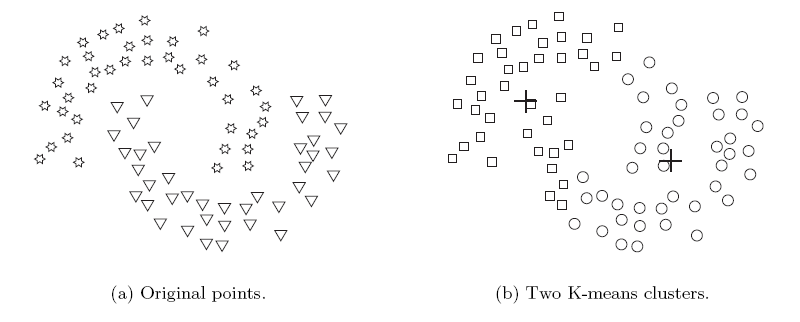 (a) Original points.
(b) Two K-means clusters.